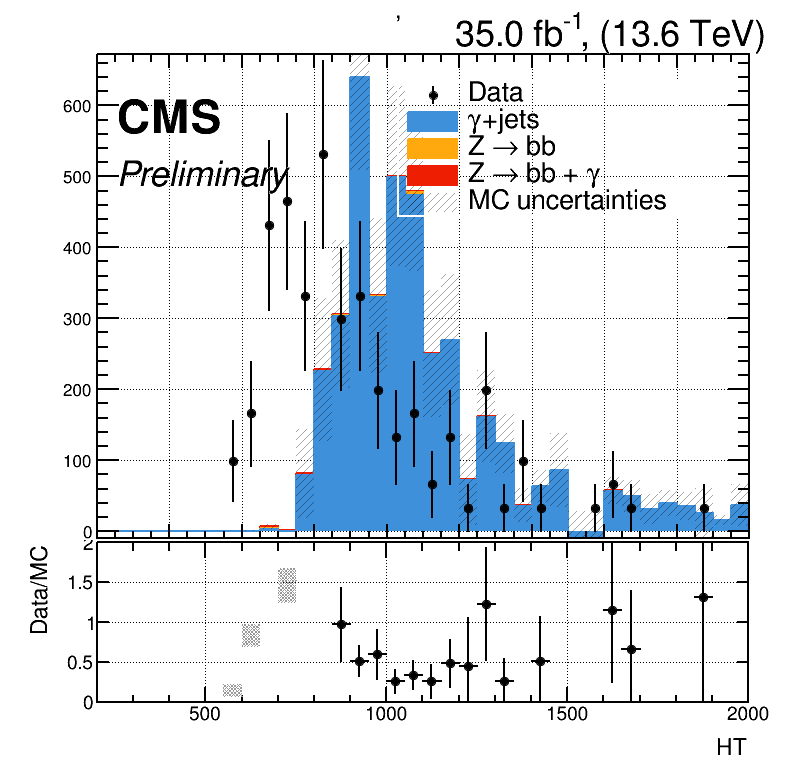 ,
35.0 fb-1, (13.6 TeV)
CMS
Preliminary
Data
γ+jets
Z → bb
Z → bb + γ
MC uncertainties
600
500
400
300
200
100
0
Data/MC
2
1.5
1
0.5
0
500 1000 1500 2000
HT